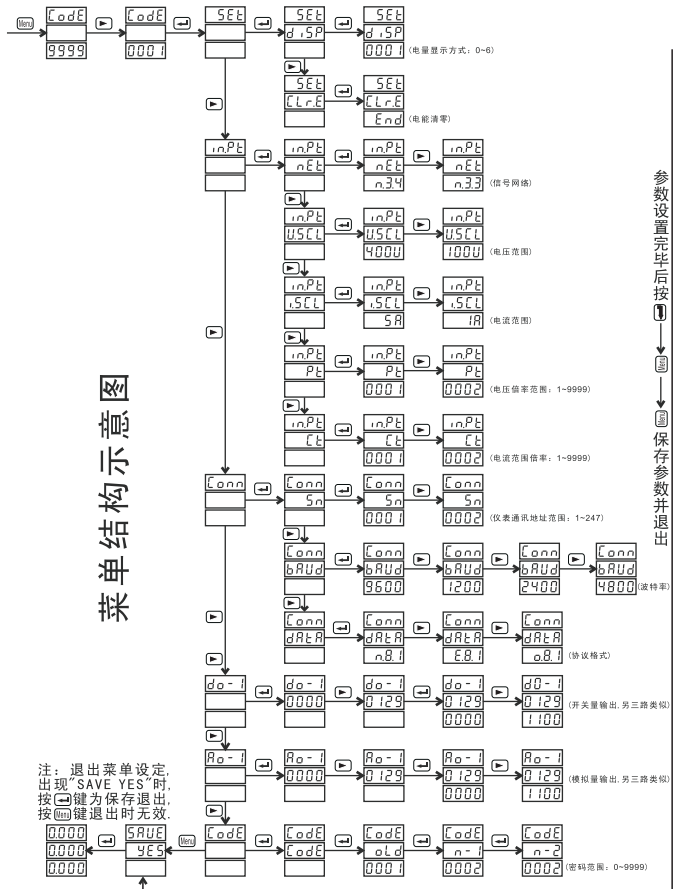 Menu CodE 9999 CodE 0001 SEt SEt diSP SEt diSP 0001 (电量显示方式：0~6)
SEt CLr.E SEt CLr.E End (电能清零)
in.Pt in.Pt nEt in.Pt nEt n.3.4 in.Pt nEt n.3.3 (信号网络)
in.Pt U.SCL in.Pt U.SCL 400U in.Pt U.SCL 100U (电压范围)
in.Pt i.SCL in.Pt i.SCL 5A in.Pt i.SCL 1A (电流范围)
in.Pt Pt in.Pt Pt 0001 in.Pt Pt 0002 (电压倍率范围：1~9999)
in.Pt Ct in.Pt Ct 0001 in.Pt Ct 0002 (电流范围倍率：1~9999)
Conn Conn Sn Conn Sn 0001 Conn Sn 0002 (仪表通讯地址范围：1~247)
Conn bAUd Conn bAUd 9600 Conn bAUd 1200 Conn bAUd 2400 Conn bAUd 4800 (波特率)
Conn dAtA Conn dAtA n.8.1 Conn dAtA E.8.1 Conn dAtA o.8.1 (协议格式)
do-1 do-1 0000 do-1 0129 do-1 0129 0000 d0-1 0129 1100 (开关量输出,另三路类似)
Ao-1 Ao-1 0000 Ao-1 0129 Ao-1 0129 0000 Ao-1 0129 1100 (模拟量输出,另三路类似)
CodE CodE CodE CodE oLd 0001 CodE n-1 0002 CodE n-2 0002 (密码范围：0~9999)
Menu SAUE YES 0.000 0.000 0.000
注：退出菜单设定,
出现"SAVE YES"时,
按键为保存退出,
按Menu键退出时无效.
菜单结构示意图
参数设置完毕后按 Menu Menu 保存参数并退出